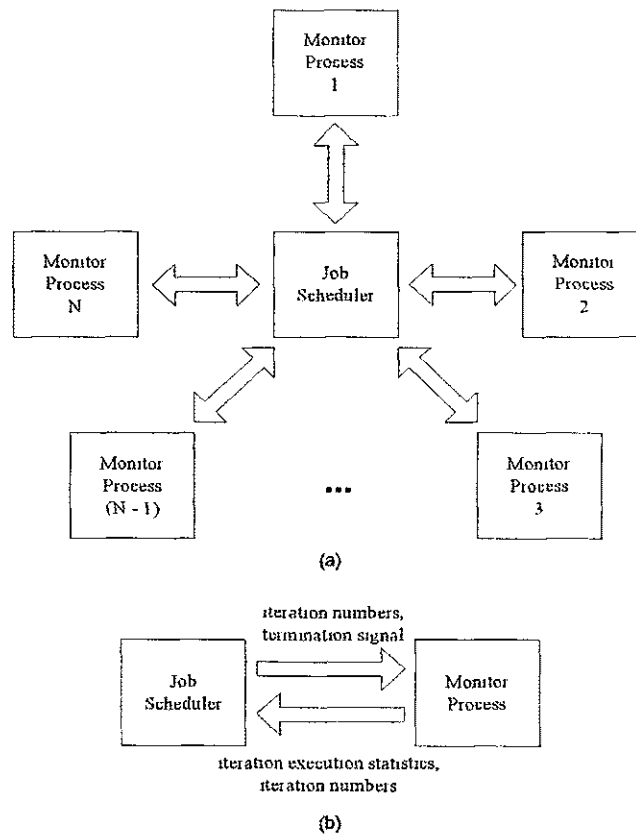 Monitor
Process
1
Monitor
Process
N
Job
Scheduler
Monitor
Process
2
Monitor
Process
(N - 1)
...
Monitor
Process
3
(a)
iteration numbers,
termination signal
Job
Scheduler
Monitor
Process
iteration execution statistics,
iteration numbers
(b)